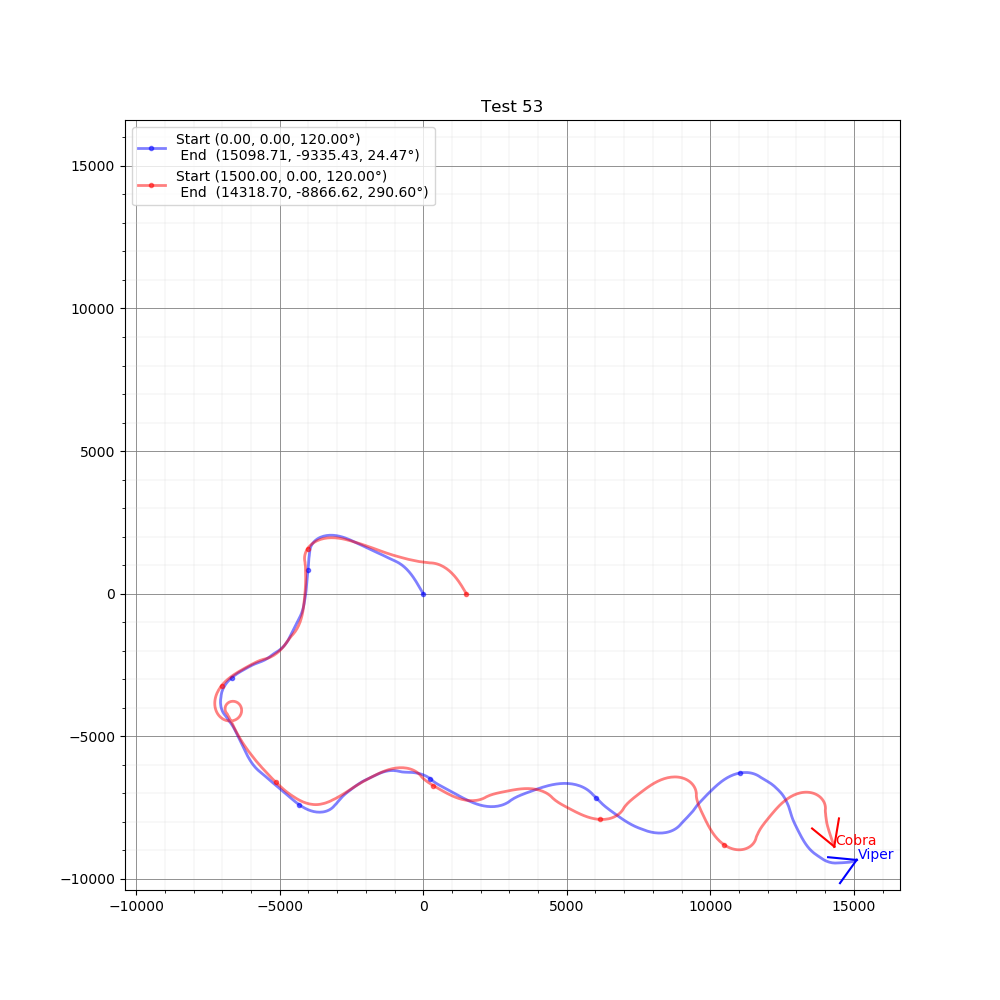 Test 53
Start (0.00, 0.00, 120.00°)
End  (15098.71, -9335.43, 24.47°)
Start (1500.00, 0.00, 120.00°)
End  (14318.70, -8866.62, 290.60°)
15000
10000
5000
0
−5000
−10000
Cobra
Viper
−10000 −5000 0 5000 10000 15000